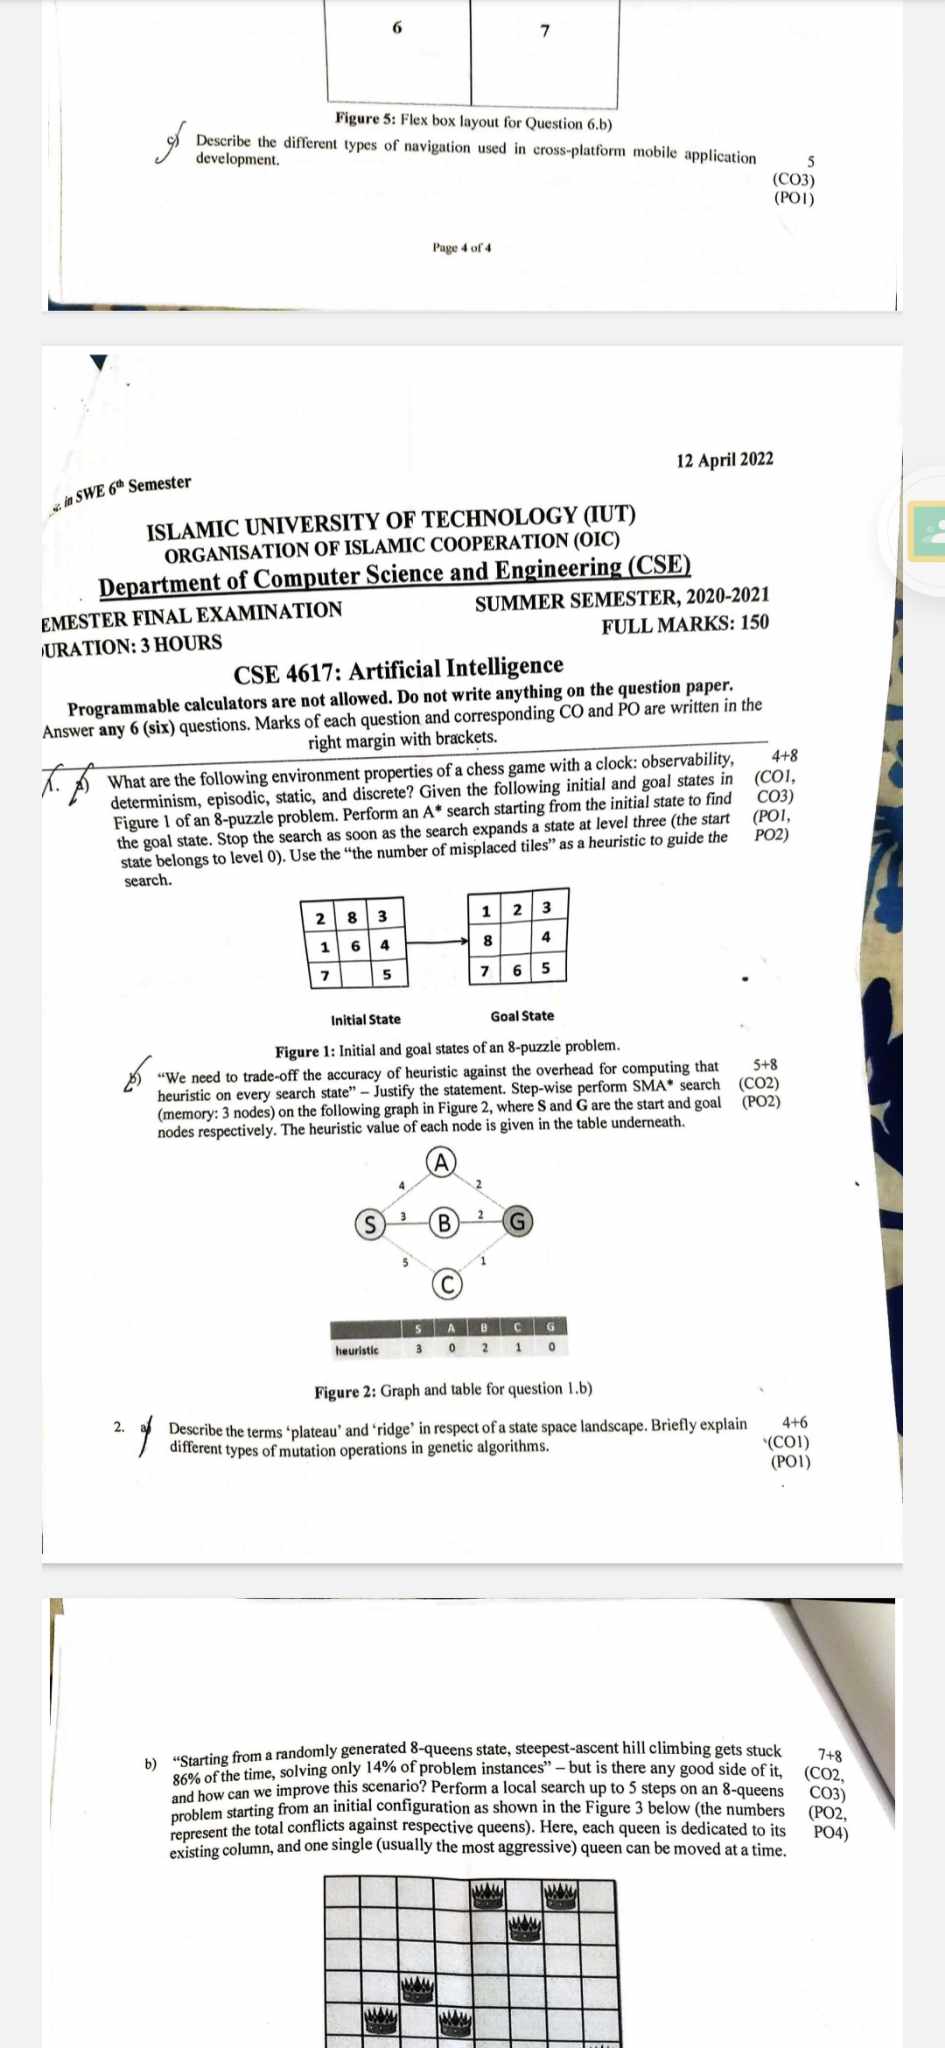 6 7
Figure 5: Flex box layout for Question 6.b)
c) Describe the different types of navigation used in cross-platform mobile application 5
development.
(CO3)
(PO1)
Page 4 of 4
12 April 2022
in SWE 6th Semester
ISLAMIC UNIVERSITY OF TECHNOLOGY (IUT)
ORGANISATION OF ISLAMIC COOPERATION (OIC)
Department of Computer Science and Engineering (CSE)
EMESTER FINAL EXAMINATION SUMMER SEMESTER, 2020-2021
URATION: 3 HOURS FULL MARKS: 150
CSE 4617: Artificial Intelligence
Programmable calculators are not allowed. Do not write anything on the question paper.
Answer any 6 (six) questions. Marks of each question and corresponding CO and PO are written in the
right margin with brackets.
1. a) What are the following environment properties of a chess game with a clock: observability, 4+8
determinism, episodic, static, and discrete? Given the following initial and goal states in (CO1,
Figure 1 of an 8-puzzle problem. Perform an A* search starting from the initial state to find CO3)
the goal state. Stop the search as soon as the search expands a state at level three (the start (PO1,
state belongs to level 0). Use the “the number of misplaced tiles” as a heuristic to guide the PO2)
search.
2 8 3 1 2 3
1 6 4 8 4
7 5 7 6 5
Initial State Goal State
Figure 1: Initial and goal states of an 8-puzzle problem.
b) “We need to trade-off the accuracy of heuristic against the overhead for computing that 5+8
heuristic on every search state” – Justify the statement. Step-wise perform SMA* search (CO2)
(memory: 3 nodes) on the following graph in Figure 2, where S and G are the start and goal (PO2)
nodes respectively. The heuristic value of each node is given in the table underneath.
A
4 2
S 3 B 2 G
5 1
C
S A B C G
heuristic 3 0 2 1 0
Figure 2: Graph and table for question 1.b)
2. a) Describe the terms ‘plateau’ and ‘ridge’ in respect of a state space landscape. Briefly explain 4+6
different types of mutation operations in genetic algorithms. (CO1)
(PO1)
b) “Starting from a randomly generated 8-queens state, steepest-ascent hill climbing gets stuck 7+8
86% of the time, solving only 14% of problem instances” – but is there any good side of it, (CO2,
and how can we improve this scenario? Perform a local search up to 5 steps on an 8-queens CO3)
problem starting from an initial configuration as shown in the Figure 3 below (the numbers (PO2,
represent the total conflicts against respective queens). Here, each queen is dedicated to its PO4)
existing column, and one single (usually the most aggressive) queen can be moved at a time.